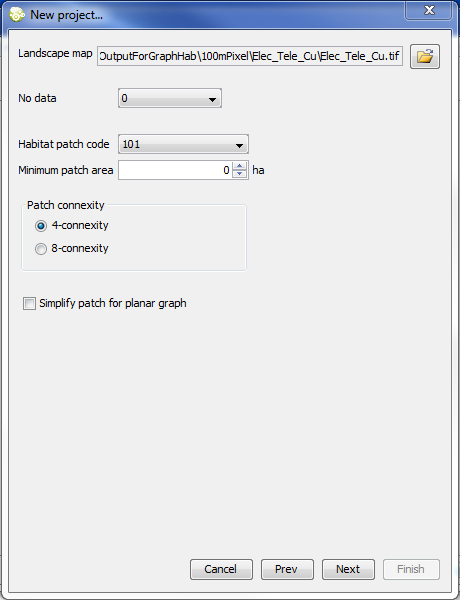 New project...
Landscape map OutputForGraphHab\100mPixel\Elec_Tele_Cu\Elec_Tele_Cu.tif
No data 0
Habitat patch code 101
Minimum patch area 0 ha
Patch connexity
4-connexity
8-connexity
Simplify patch for planar graph
Cancel Prev Next Finish